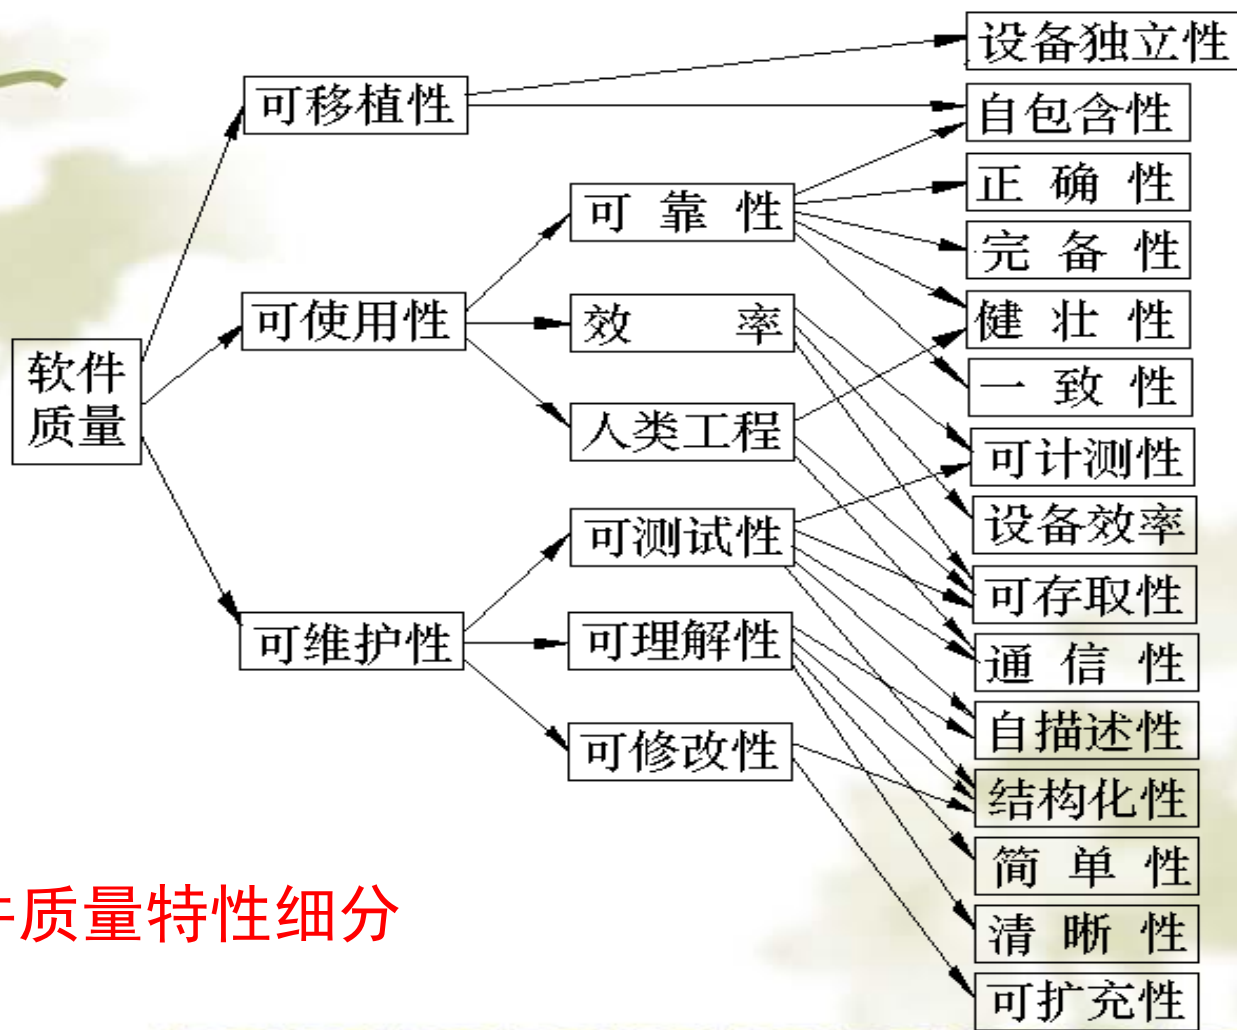 软件
质量
可移植性
可使用性
可维护性
可靠性
效率
人类工程
可测试性
可理解性
可修改性
设备独立性
自包含性
正确性
完备性
健壮性
一致性
可计测性
设备效率
可存取性
通信性
自描述性
结构化性
简单性
清晰性
可扩充性
质量特性细分